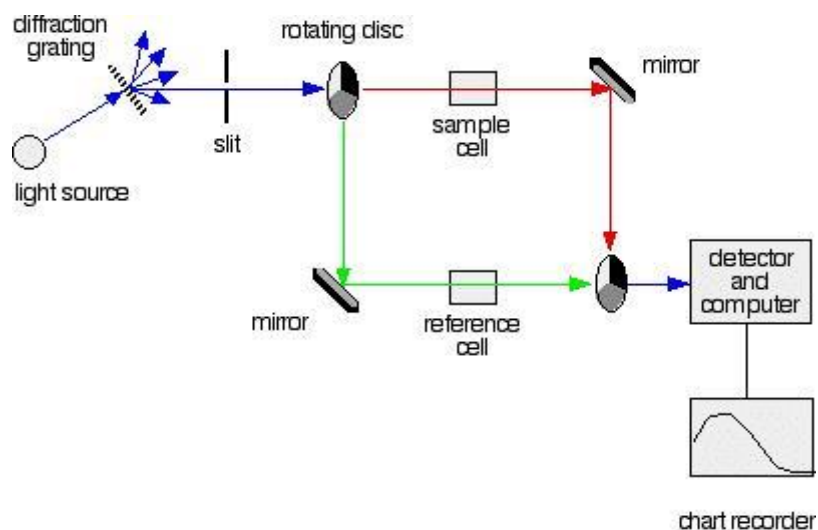 diffraction
grating
rotating disc
mirror
slit
sample
cell
light source
detector
and
computer
mirror
reference
cell
chart recorder